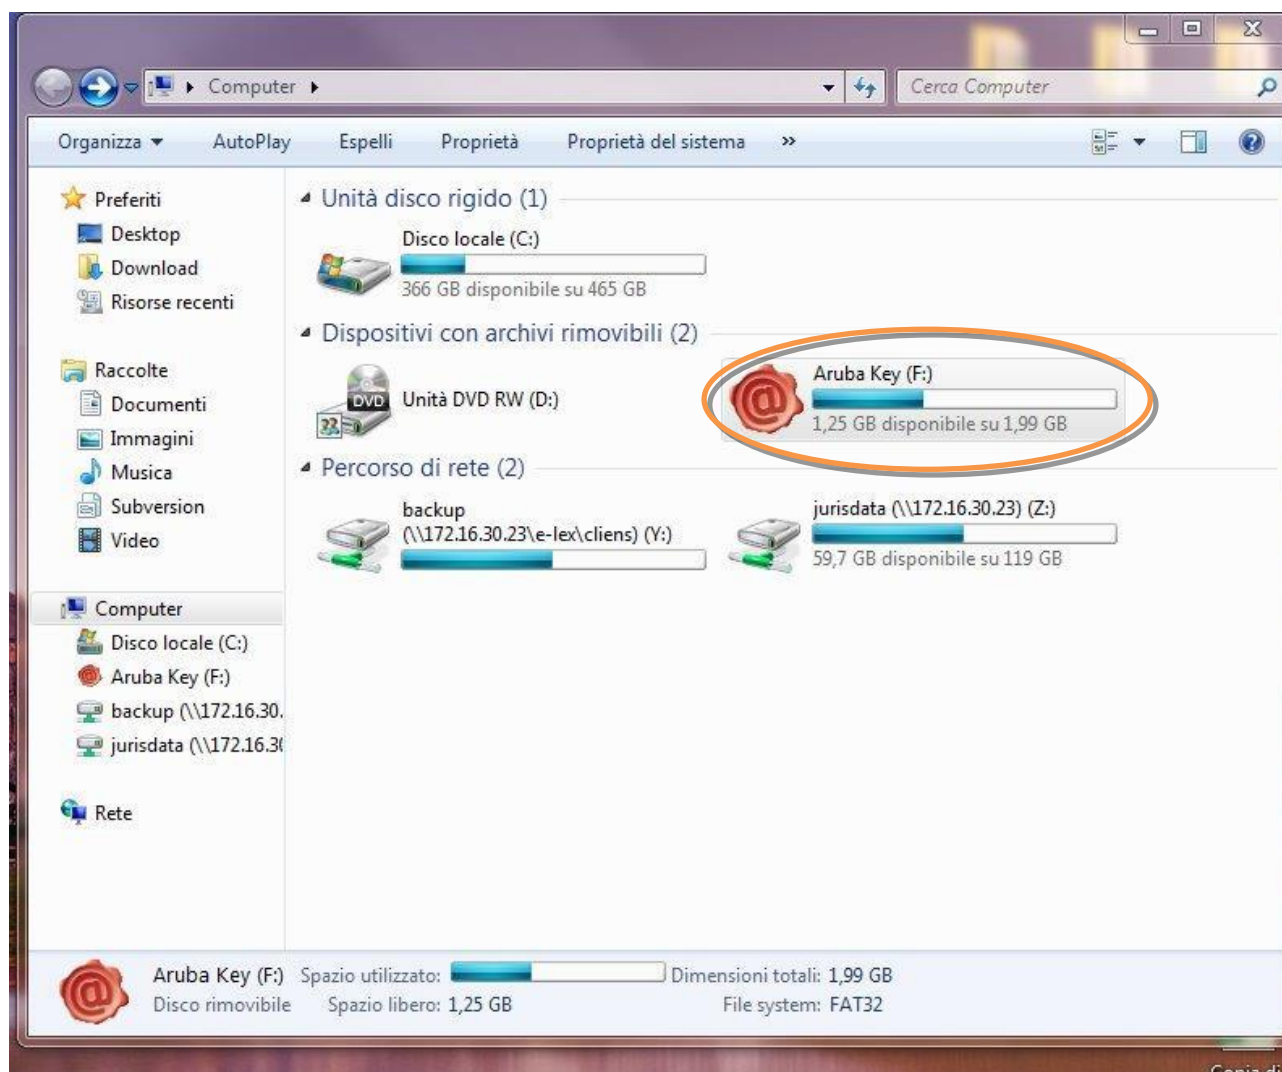 Computer
Cerca Computer
Organizza
AutoPlay
Espelli
Proprietà
Proprietà del sistema
»
Preferiti
Desktop
Download
Risorse recenti
Raccolte
Documenti
Immagini
Musica
Subversion
Video
Computer
Disco locale (C:)
Aruba Key (F:)
backup (\\172.16.30.
jurisdata (\\172.16.30
Rete
Unità disco rigido (1)
Disco locale (C:)
366 GB disponibile su 465 GB
Dispositivi con archivi rimovibili (2)
DVD
Unità DVD RW (D:)
Aruba Key (F:)
1,25 GB disponibile su 1,99 GB
Percorso di rete (2)
backup
(\\172.16.30.23\e-lex\cliens) (Y:)
jurisdata (\\172.16.30.23) (Z:)
59,7 GB disponibile su 119 GB
Aruba Key (F:) Spazio utilizzato: Dimensioni totali: 1,99 GB
Disco rimovibile Spazio libero: 1,25 GB File system: FAT32